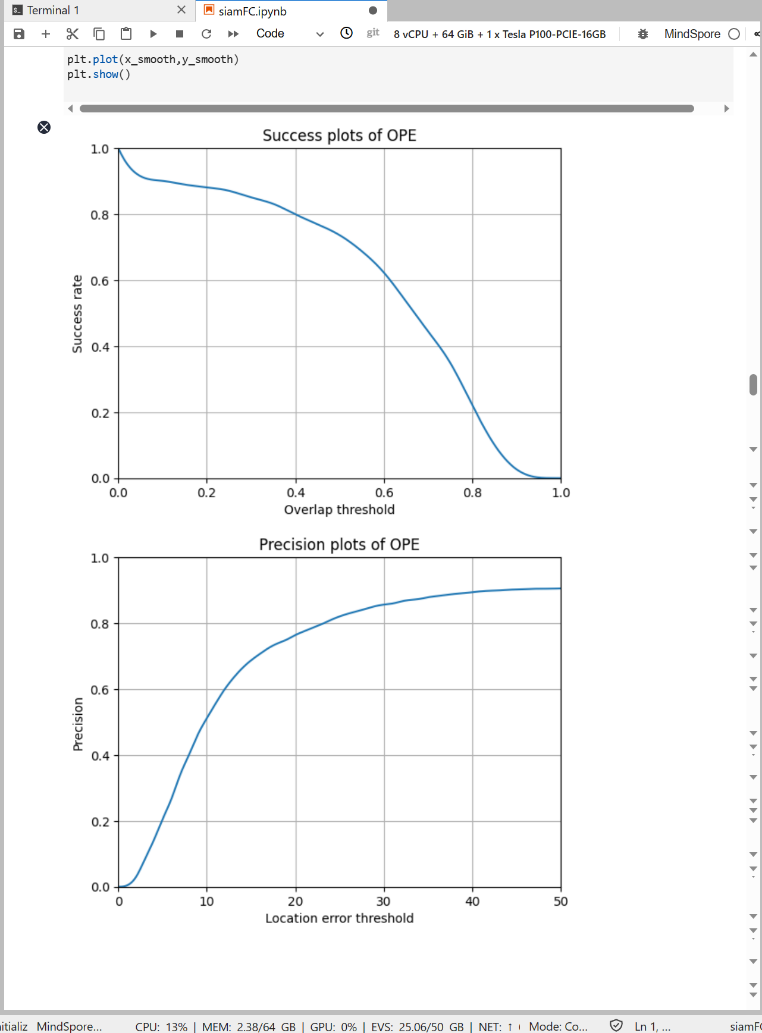 Terminal 1
siamFC.ipynb
Code
git
8 vCPU + 64 GiB + 1 x Tesla P100-PCIE-16GB
MindSpore
plt.plot(x_smooth,y_smooth)
plt.show()
Success plots of OPE
1.0
0.8
0.6
0.4
0.2
0.0
Success rate
0.0 0.2 0.4 0.6 0.8 1.0
Overlap threshold
Precision plots of OPE
1.0
0.8
0.6
0.4
0.2
0.0
Precision
0 10 20 30 40 50
Location error threshold
nitializ MindSpore... CPU: 13% | MEM: 2.38/64 GB | GPU: 0% | EVS: 25.06/50 GB | NET: ↑ Mode: Co... Ln 1, ... siamF